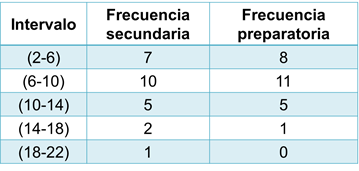 Intervalo Frecuencia secundaria Frecuencia preparatoria
(2-6) 7 8
(6-10) 10 11
(10-14) 5 5
(14-18) 2 1
(18-22) 1 0